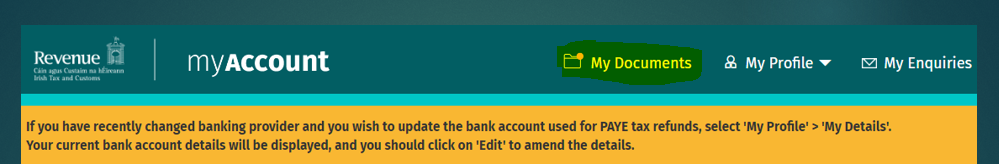 Revenue
Cáin agus Custaim na hÉireann
Irish Tax and Customs
myAccount
My Documents
My Profile
My Enquiries
If you have recently changed banking provider and you wish to update the bank account used for PAYE tax refunds, select 'My Profile' > 'My Details'.
Your current bank account details will be displayed, and you should click on 'Edit' to amend the details.